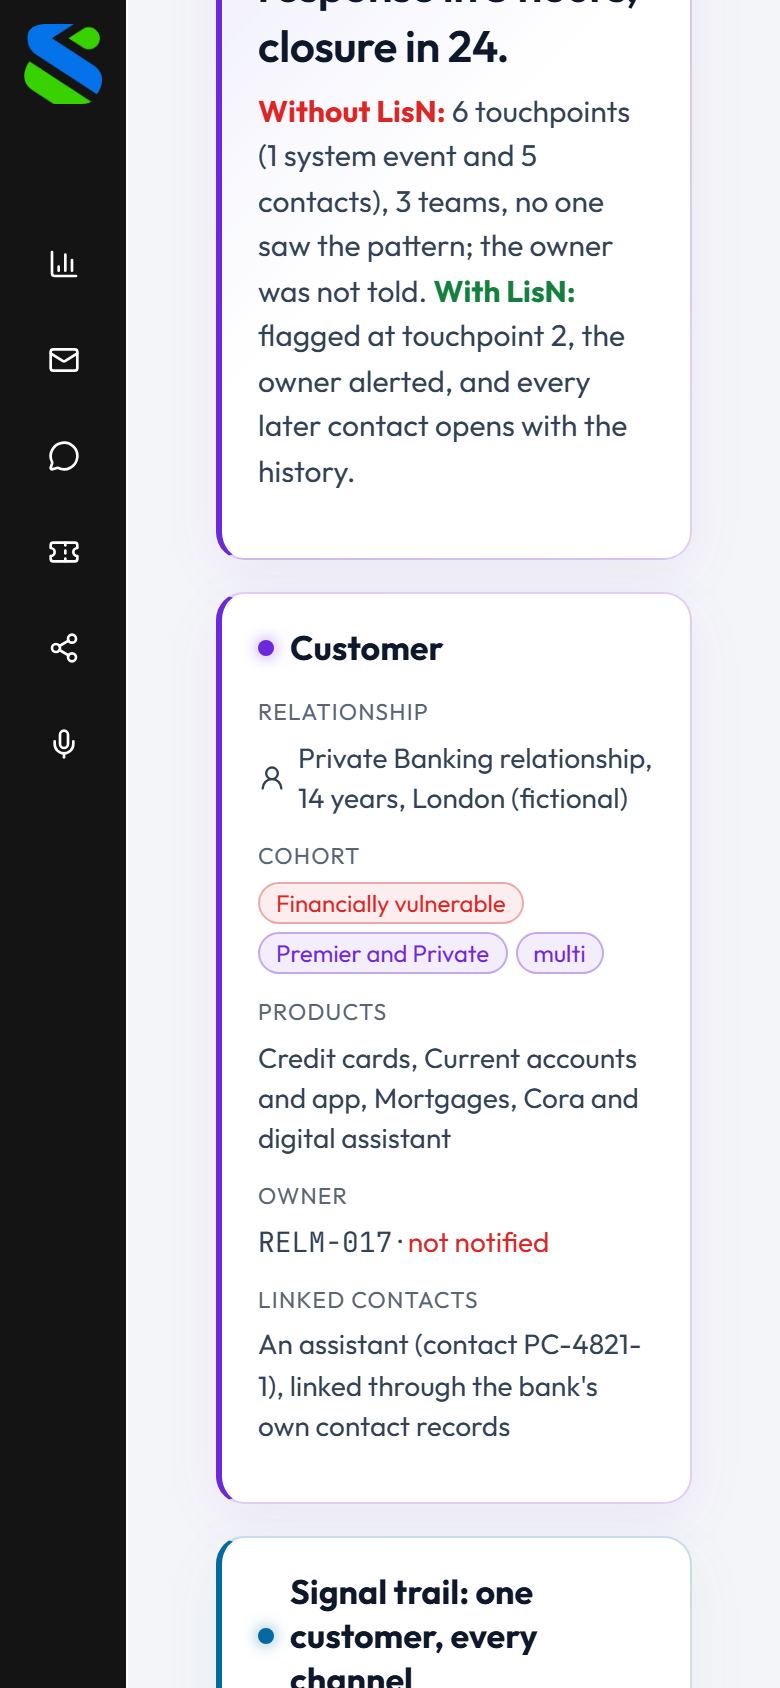 response in 8 hours,
closure in 24.
Without LisN: 6 touchpoints
(1 system event and 5
contacts), 3 teams, no one
saw the pattern; the owner
was not told. With LisN:
flagged at touchpoint 2, the
owner alerted, and every
later contact opens with the
history.
Customer
RELATIONSHIP
Private Banking relationship,
14 years, London (fictional)
COHORT
Financially vulnerable
Premier and Private multi
PRODUCTS
Credit cards, Current accounts
and app, Mortgages, Cora and
digital assistant
OWNER
RELM-017 · not notified
LINKED CONTACTS
An assistant (contact PC-4821-
1), linked through the bank's
own contact records
Signal trail: one
customer, every
channel